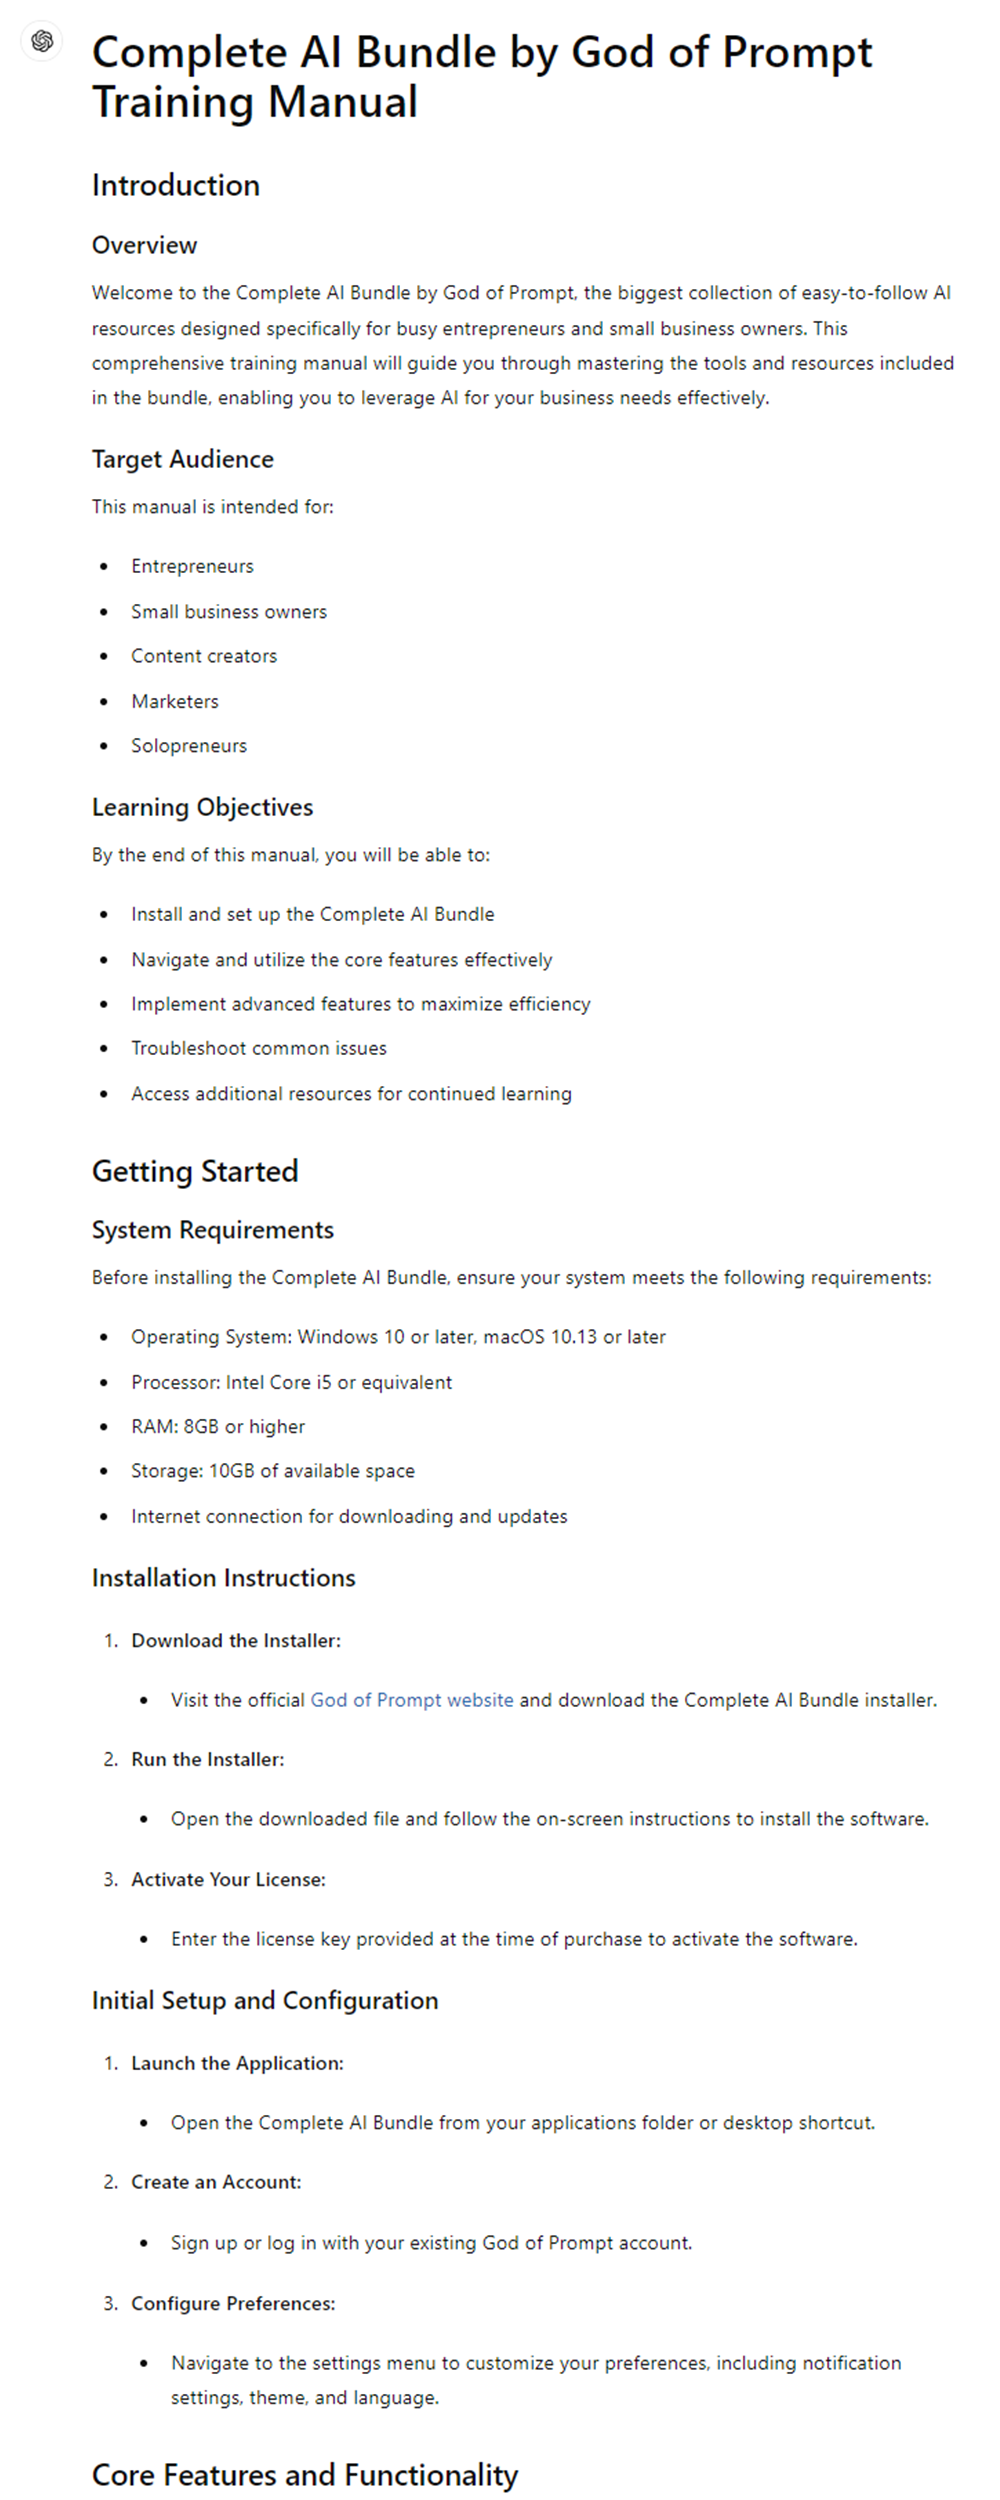 Complete AI Bundle by God of Prompt
Training Manual
Introduction
Overview
Welcome to the Complete AI Bundle by God of Prompt, the biggest collection of easy-to-follow AI
resources designed specifically for busy entrepreneurs and small business owners. This
comprehensive training manual will guide you through mastering the tools and resources included
in the bundle, enabling you to leverage AI for your business needs effectively.
Target Audience
This manual is intended for:
• Entrepreneurs
• Small business owners
• Content creators
• Marketers
• Solopreneurs
Learning Objectives
By the end of this manual, you will be able to:
• Install and set up the Complete AI Bundle
• Navigate and utilize the core features effectively
• Implement advanced features to maximize efficiency
• Troubleshoot common issues
• Access additional resources for continued learning
Getting Started
System Requirements
Before installing the Complete AI Bundle, ensure your system meets the following requirements:
• Operating System: Windows 10 or later, macOS 10.13 or later
• Processor: Intel Core i5 or equivalent
• RAM: 8GB or higher
• Storage: 10GB of available space
• Internet connection for downloading and updates
Installation Instructions
1. Download the Installer:
• Visit the official God of Prompt website and download the Complete AI Bundle installer.
2. Run the Installer:
• Open the downloaded file and follow the on-screen instructions to install the software.
3. Activate Your License:
• Enter the license key provided at the time of purchase to activate the software.
Initial Setup and Configuration
1. Launch the Application:
• Open the Complete AI Bundle from your applications folder or desktop shortcut.
2. Create an Account:
• Sign up or log in with your existing God of Prompt account.
3. Configure Preferences:
• Navigate to the settings menu to customize your preferences, including notification
settings, theme, and language.
Core Features and Functionality